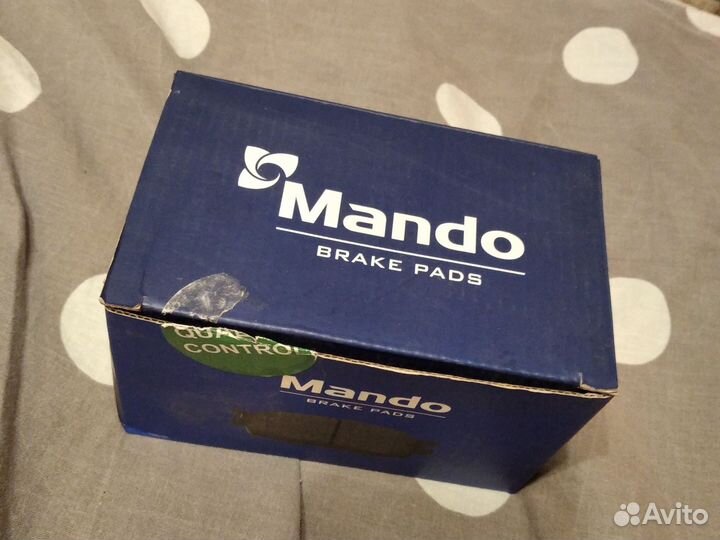 Mando
BRAKE PADS
CONTROL
Mando
BRAKE PADS
Avito